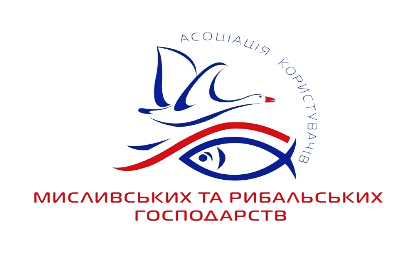 АСОЦІАЦІЯ КОРИСТУВАЧІВ
МИСЛИВСЬКИХ ТА РИБАЛЬСЬКИХ
ГОСПОДАРСТВ